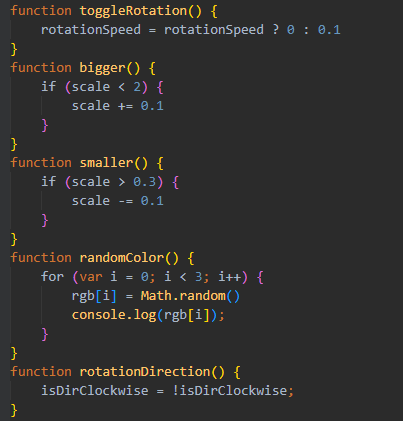 function toggleRotation() {
    rotationSpeed = rotationSpeed ? 0 : 0.1
}
function bigger() {
    if (scale < 2) {
        scale += 0.1
    }
}
function smaller() {
    if (scale > 0.3) {
        scale -= 0.1
    }
}
function randomColor() {
    for (var i = 0; i < 3; i++) {
        rgb[i] = Math.random()
        console.log(rgb[i]);
    }
}
function rotationDirection() {
    isDirClockwise = !isDirClockwise;
}